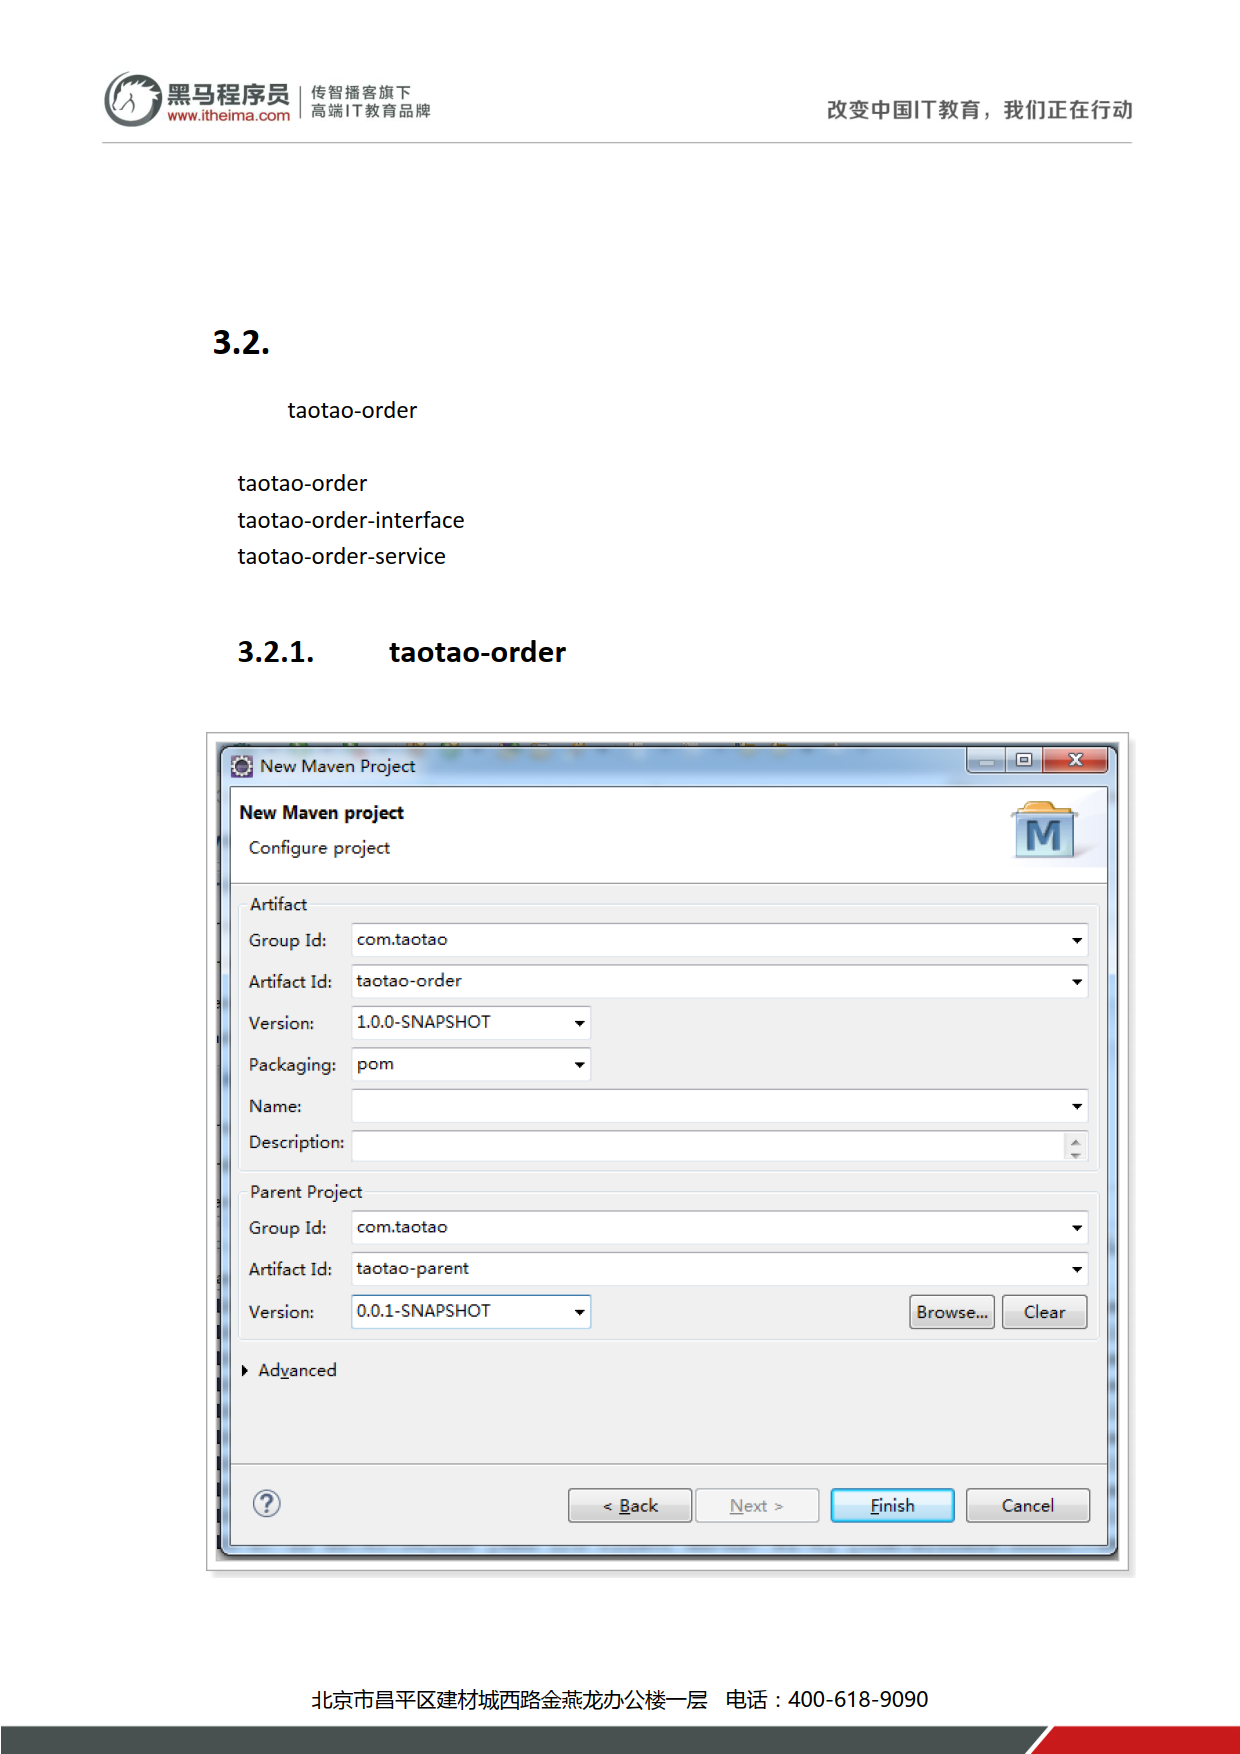 黑马程序员
www.itheima.com
传智播客旗下
高端IT教育品牌
改变中国IT教育，我们正在行动
3.2.
taotao-order
taotao-order
taotao-order-interface
taotao-order-service
3.2.1. taotao-order
New Maven Project
New Maven project
Configure project
M
Artifact
Group Id: com.taotao
Artifact Id: taotao-order
Version: 1.0.0-SNAPSHOT
Packaging: pom
Name:
Description:
Parent Project
Group Id: com.taotao
Artifact Id: taotao-parent
Version: 0.0.1-SNAPSHOT Browse... Clear
Advanced
? < Back Next > Finish Cancel
北京市昌平区建材城西路金燕龙办公楼一层 电话：400-618-9090